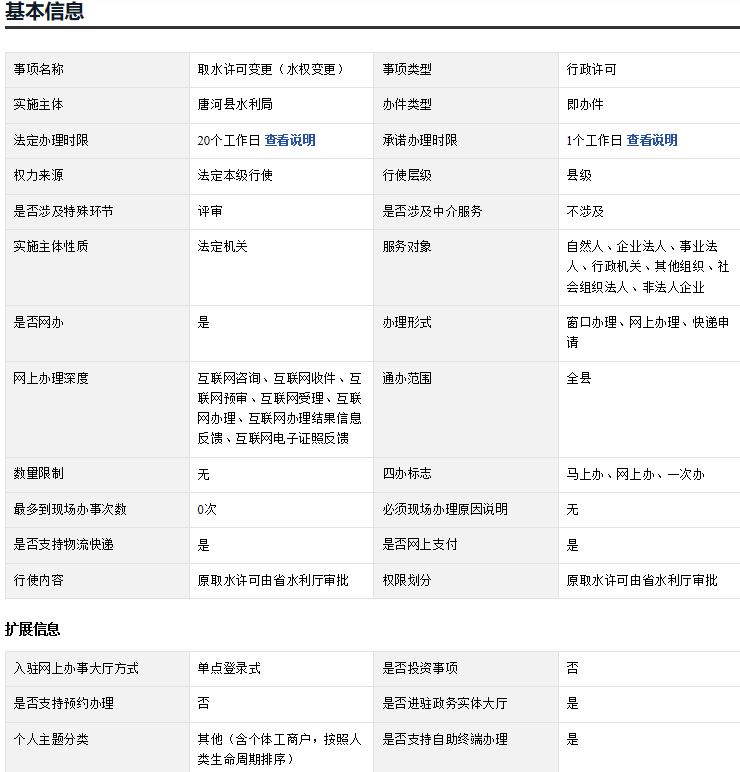 基本信息
事项名称 取水许可变更（水权变更） 事项类型 行政许可
实施主体 唐河县水利局 办件类型 即办件
法定办理时限 20个工作日 查看说明 承诺办理时限 1个工作日 查看说明
权力来源 法定本级行使 行使层级 县级
是否涉及特殊环节 评审 是否涉及中介服务 不涉及
实施主体性质 法定机关 服务对象 自然人、企业法人、事业法
人、行政机关、其他组织、社
会组织法人、非法人企业
是否网办 是 办理形式 窗口办理、网上办理、快递申
请
网上办理深度 互联网咨询、互联网收件、互 通办范围 全县
联网预审、互联网受理、互联
网办理、互联网办理结果信息
反馈、互联网电子证照反馈
数量限制 无 四办标志 马上办、网上办、一次办
最多到现场办事次数 0次 必须现场办理原因说明 无
是否支持物流快递 是 是否网上支付 是
行使内容 原取水许可由省水利厅审批 权限划分 原取水许可由省水利厅审批
扩展信息
入驻网上办事大厅方式 单点登录式 是否投资事项 否
是否支持预约办理 否 是否进驻政务实体大厅 是
个人主题分类 其他（含个体工商户，按照人 是否支持自助终端办理 是
类生命周期排序）